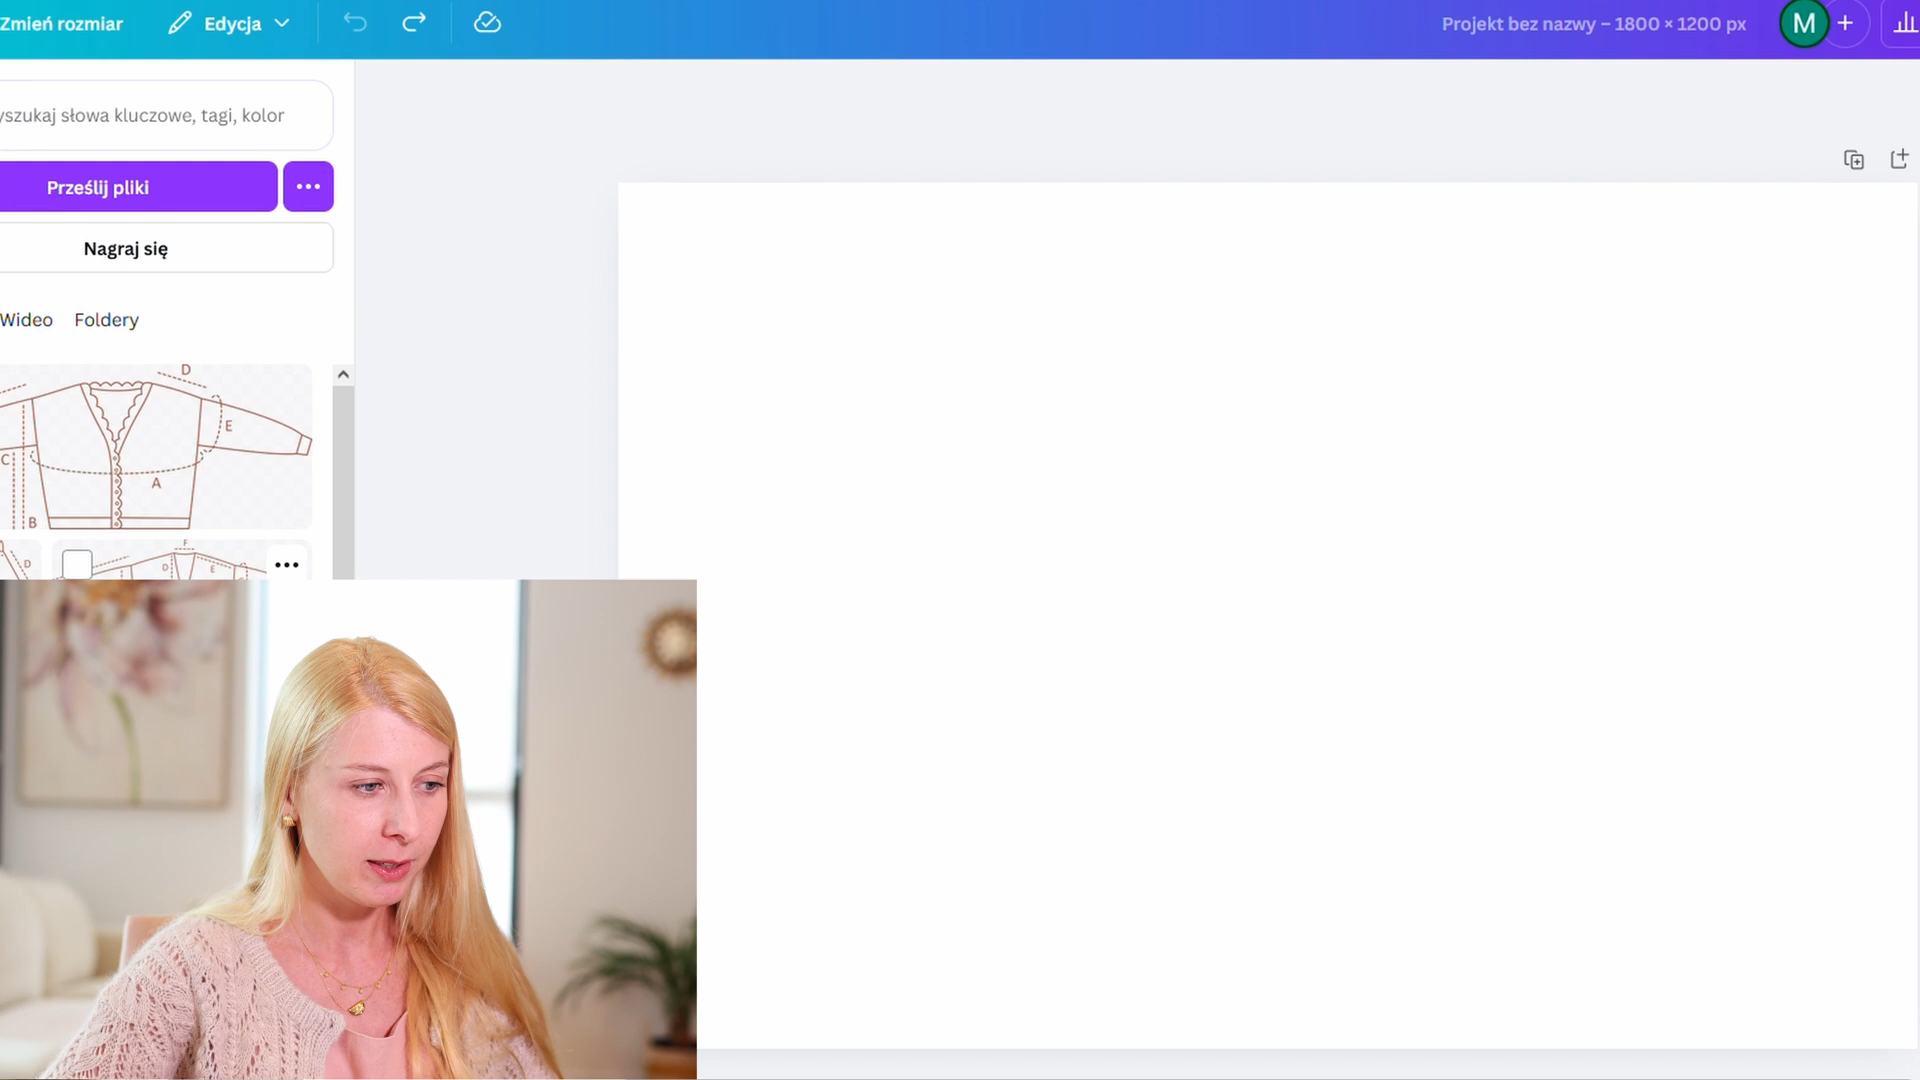 Zmień rozmiar
Edycja
Projekt bez nazwy – 1800 × 1200 px
M
yszukaj słowa kluczowe, tagi, kolor
Prześlij pliki
Nagraj się
Wideo
Foldery
D
E
C
A
B
F
D
D
E